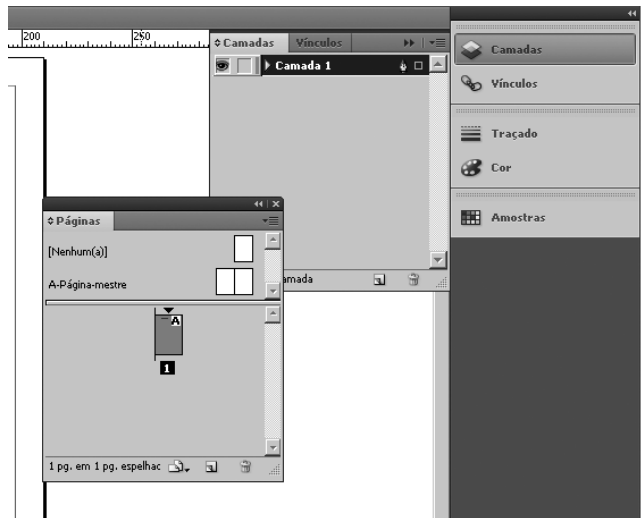 200 250
Camadas Vínculos
Camada 1
Camadas
Vínculos
Traçado
Cor
Amostras
Páginas
[Nenhum(a)]
A-Página-mestre
amada
A
1
1 pg. em 1 pg. espelhac